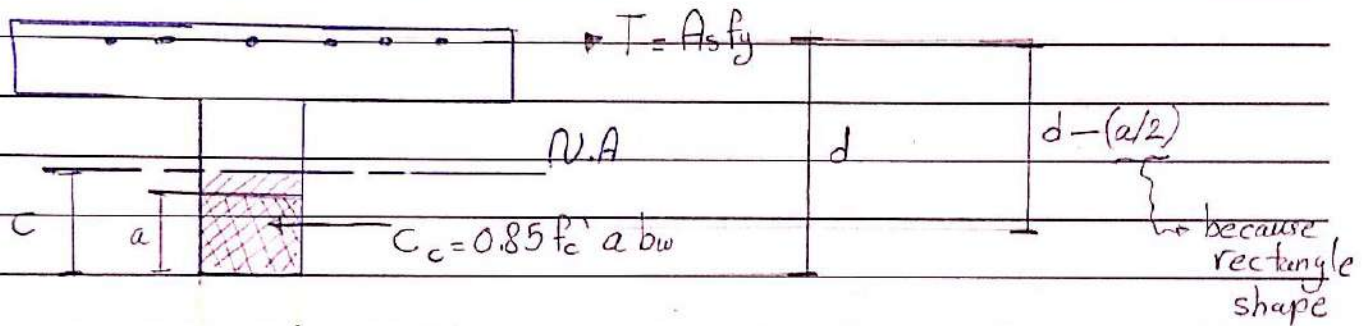 T = As fy
N.A
d
d-(a/2)
C
a
Cc = 0.85 fc' a bw
because
rectangle
shape